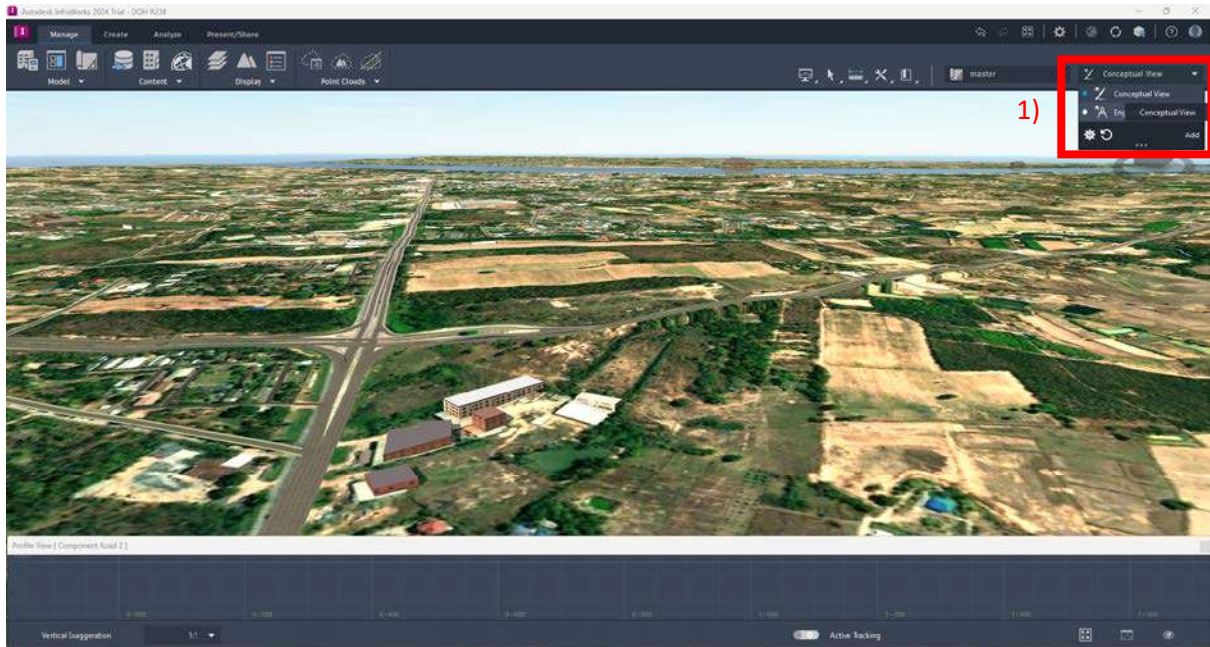 Autodesk InfraWorks 2024 Trial - DOH R238
Manage Create Analyze Present/Share
Model Content Display Point Clouds
master
Conceptual View
Conceptual View
Conceptual View
Add
1)
Profile View [ Component Road 2 ]
Vertical Exaggeration 1:1 Active Tracking